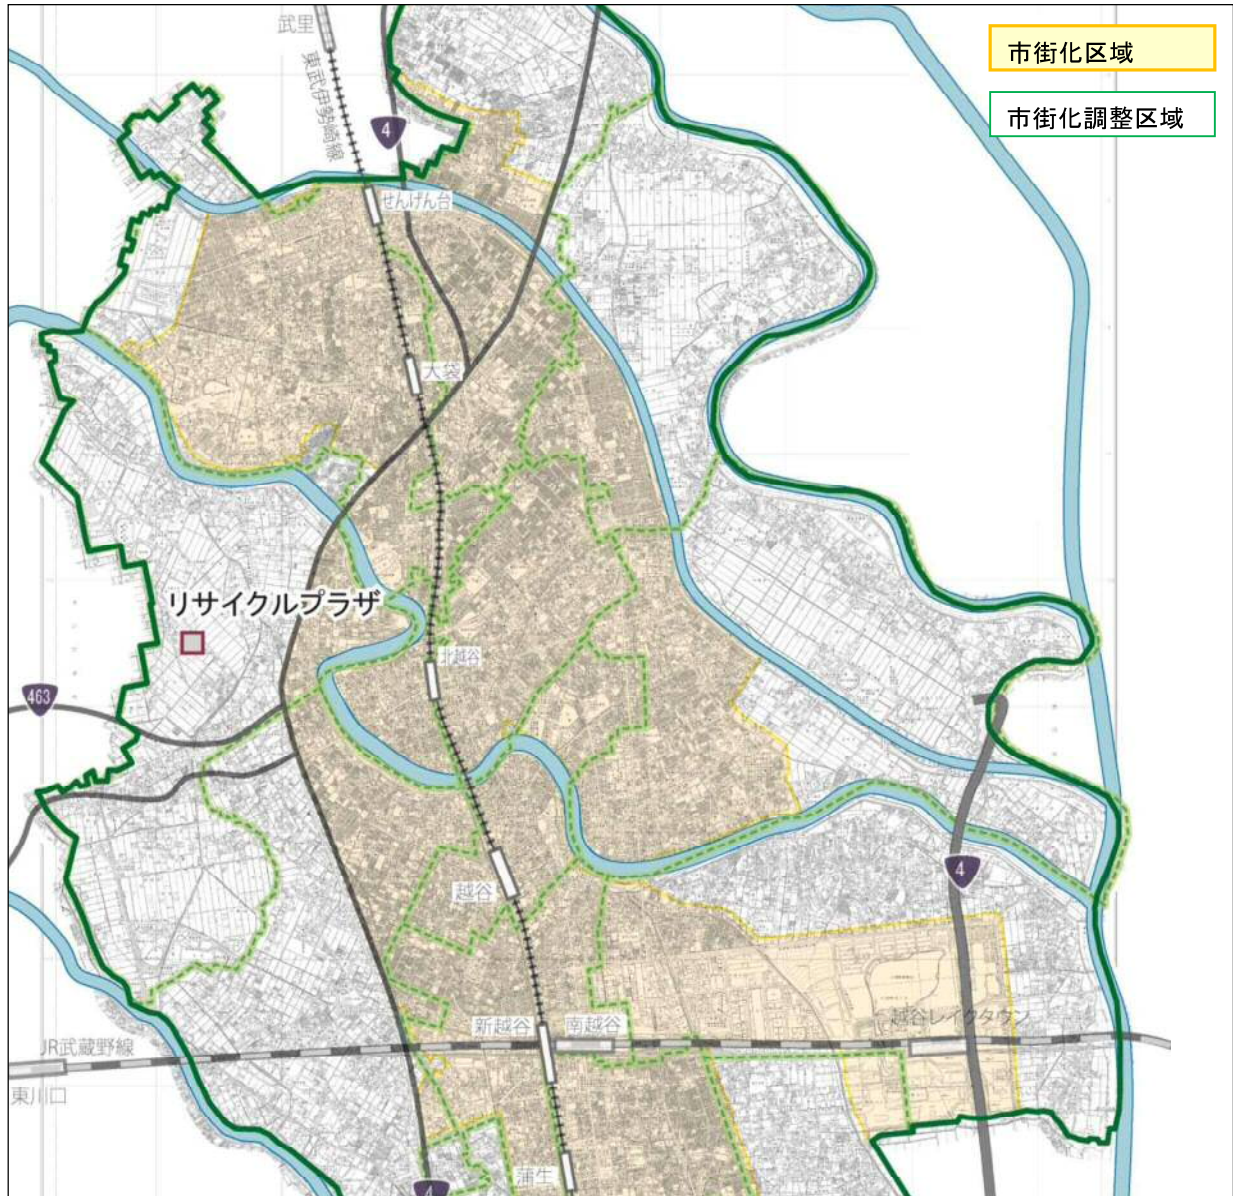 武里
市街化区域
東武伊勢崎線
市街化調整区域
4
せんげん台
大袋
リサイクルプラザ
北越谷
463
4
越谷
新越谷
南越谷
越谷レイクタウン
JR武蔵野線
東川口
蒲生
4